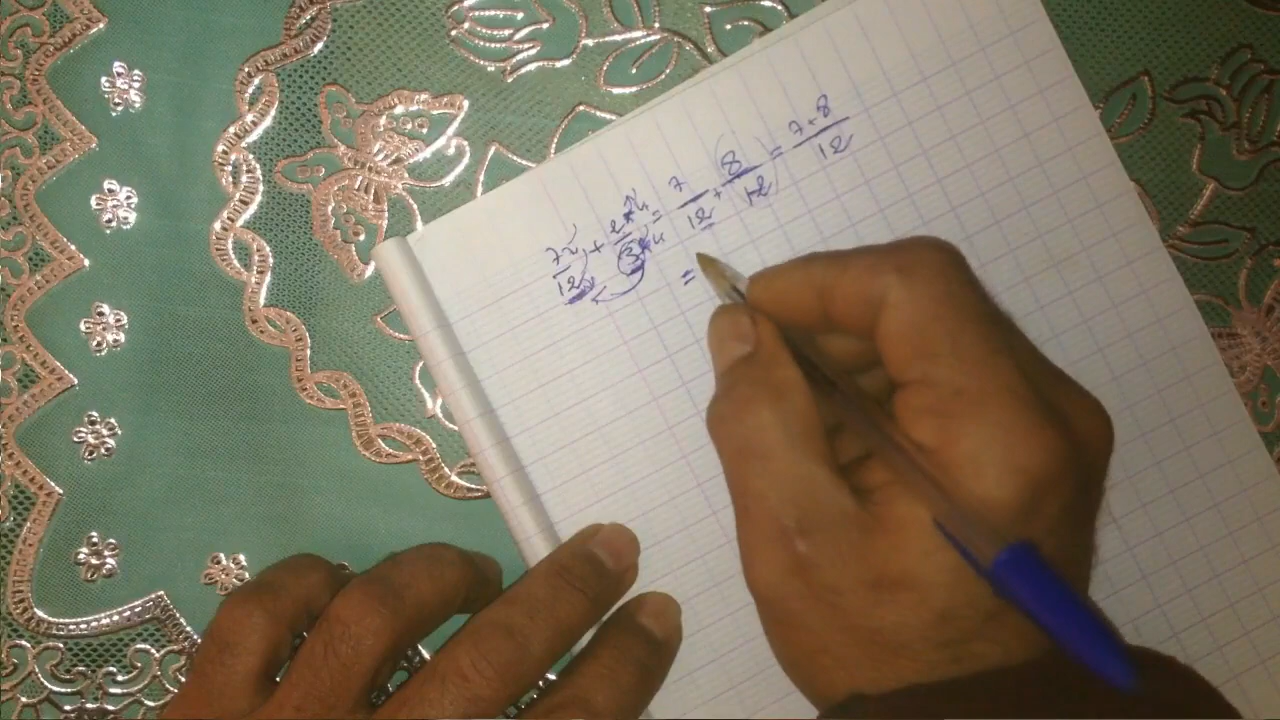 7/12 + 2×4/3×4 = 7/12 + 8/12 = 7+8/12
=